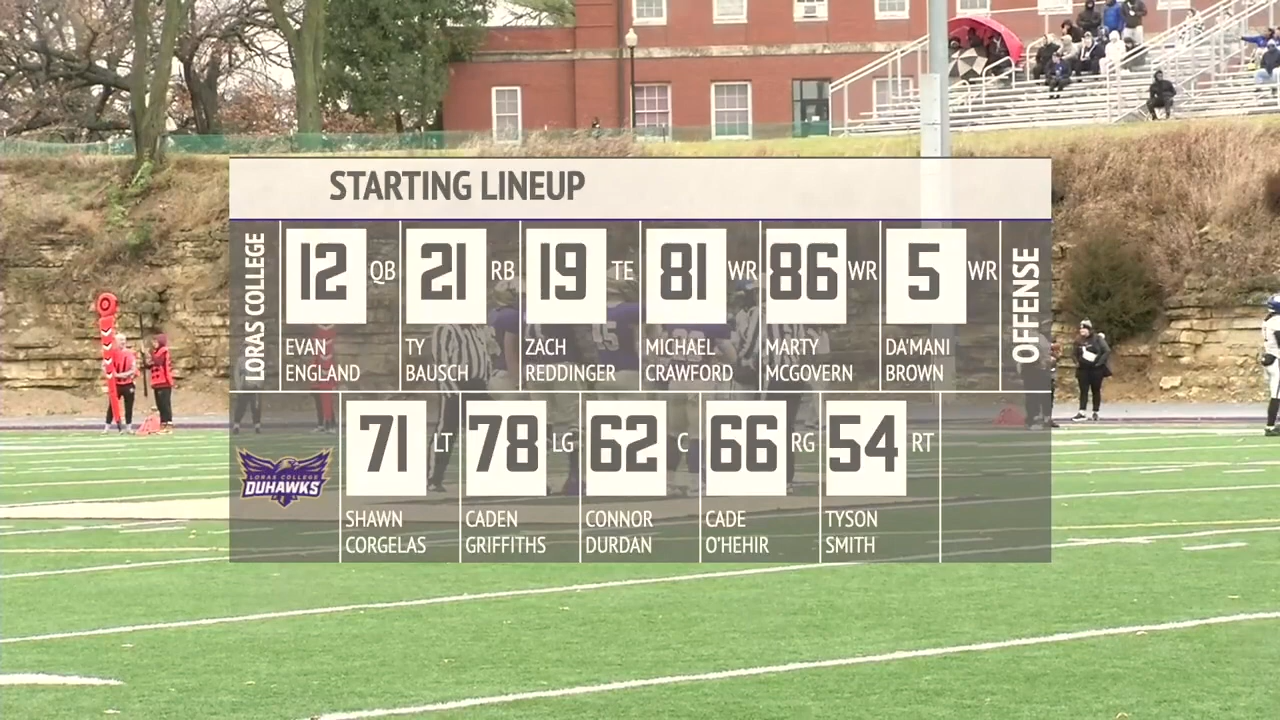 STARTING LINEUP
LORAS COLLEGE
12 QB
EVAN
ENGLAND
21 RB
TY
BAUSCH
19 TE
ZACH
REDDINGER
81 WR
MICHAEL
CRAWFORD
86 WR
MARTY
MCGOVERN
5 WR
DA'MANI
BROWN
OFFENSE
LORAS COLLEGE
DUHAWKS
71 LT
SHAWN
CORGELAS
78 LG
CADEN
GRIFFITHS
62 C
CONNOR
DURDAN
66 RG
CADE
O'HEHIR
54 RT
TYSON
SMITH